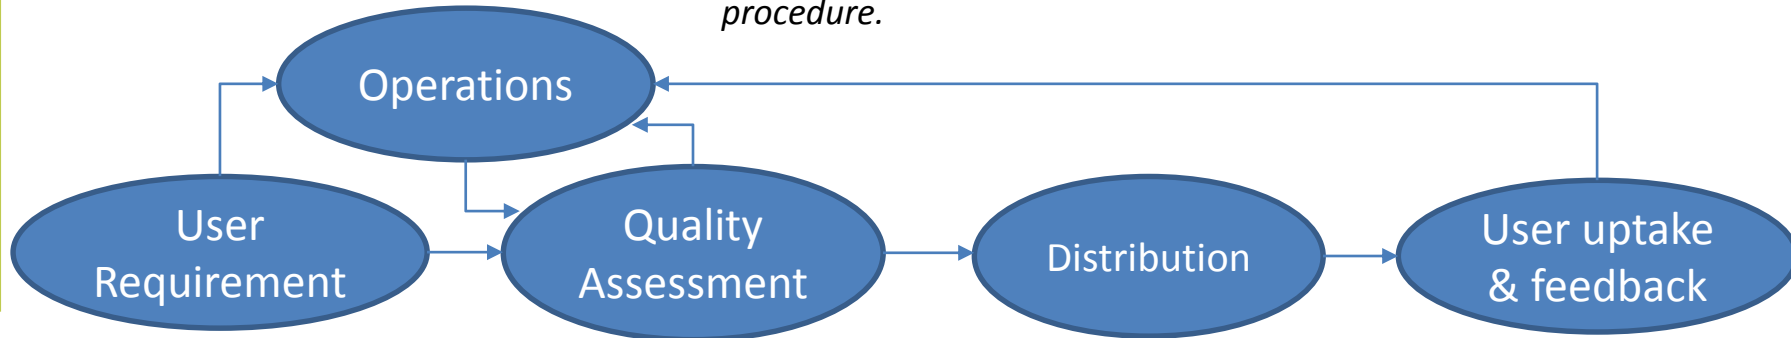 procedure.
Operations
User
Requirement
Quality
Assessment
Distribution
User uptake
& feedback